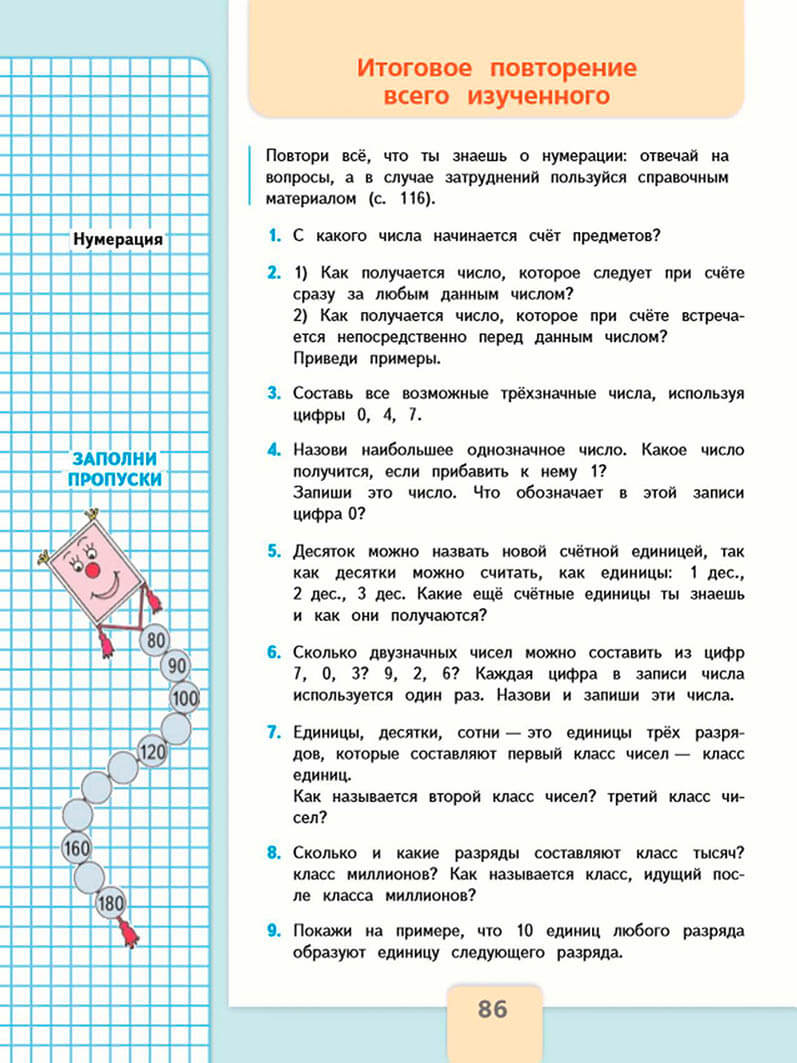 Итоговое повторение
всего изученного
Повтори всё, что ты знаешь о нумерации: отвечай на
вопросы, а в случае затруднений пользуйся справочным
материалом (с. 116).
Нумерация
1. С какого числа начинается счёт предметов?
2. 1) Как получается число, которое следует при счёте
сразу за любым данным числом?
2) Как получается число, которое при счёте встреча-
ется непосредственно перед данным числом?
Приведи примеры.
3. Составь все возможные трёхзначные числа, используя
цифры 0, 4, 7.
4. Назови наибольшее однозначное число. Какое число
получится, если прибавить к нему 1?
Запиши это число. Что обозначает в этой записи
цифра 0?
5. Десяток можно назвать новой счётной единицей, так
как десятки можно считать, как единицы: 1 дес.,
2 дес., 3 дес. Какие ещё счётные единицы ты знаешь
и как они получаются?
6. Сколько двузначных чисел можно составить из цифр
7, 0, 3? 9, 2, 6? Каждая цифра в записи числа
используется один раз. Назови и запиши эти числа.
7. Единицы, десятки, сотни — это единицы трёх разря-
дов, которые составляют первый класс чисел — класс
единиц.
Как называется второй класс чисел? третий класс чи-
сел?
8. Сколько и какие разряды составляют класс тысяч?
класс миллионов? Как называется класс, идущий пос-
ле класса миллионов?
9. Покажи на примере, что 10 единиц любого разряда
образуют единицу следующего разряда.
ЗАПОЛНИ
ПРОПУСКИ
80
90
100
120
160
180
86